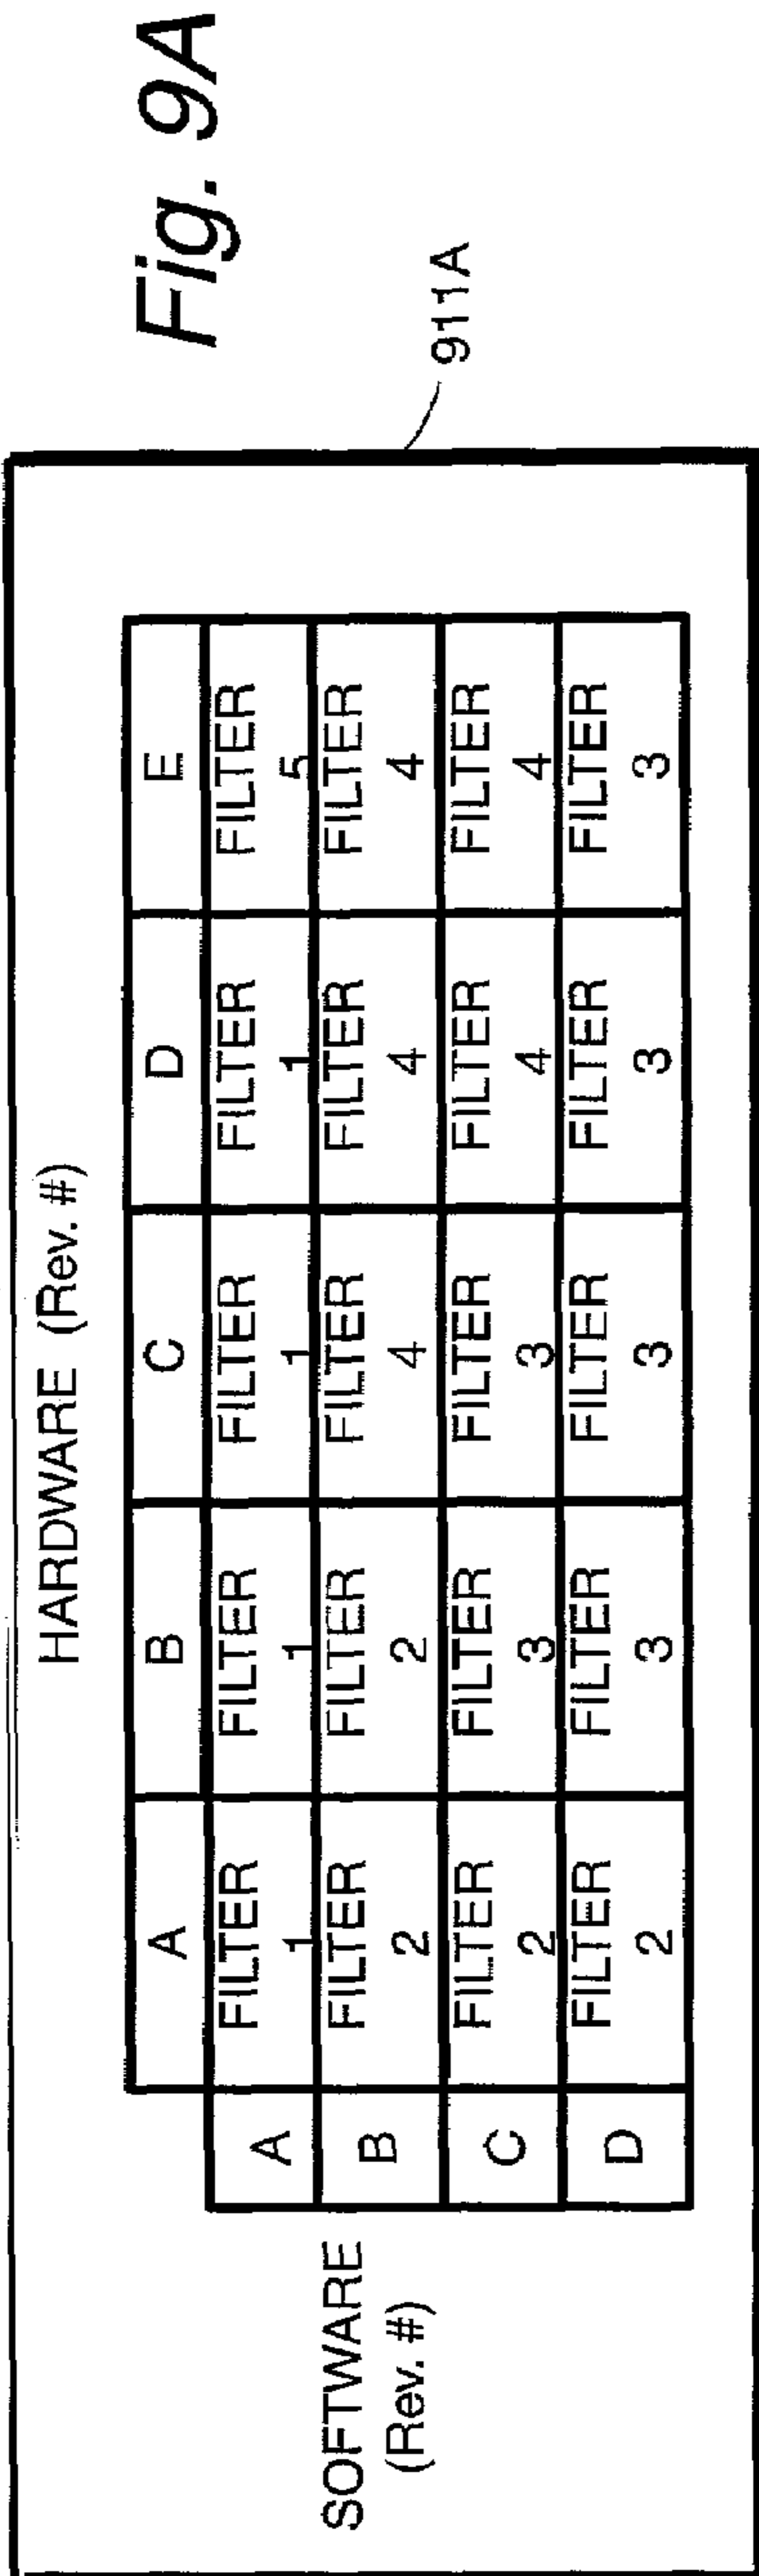 Fig. 9A
911A
HARDWARE (Rev. #)
A B C D E
SOFTWARE
(Rev. #)
A FILTER 1 FILTER 1 FILTER 1 FILTER 1 FILTER 5
B FILTER 2 FILTER 2 FILTER 4 FILTER 4 FILTER 4
C FILTER 2 FILTER 3 FILTER 3 FILTER 4 FILTER 4
D FILTER 2 FILTER 3 FILTER 3 FILTER 3 FILTER 3